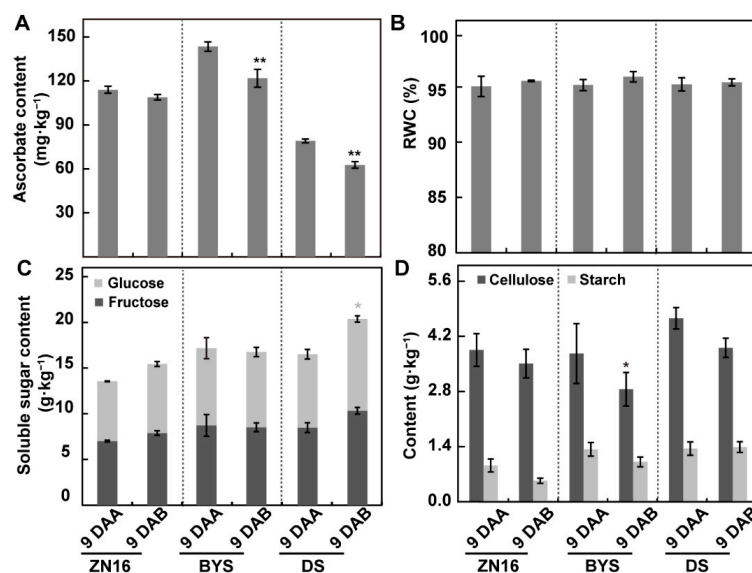 A
Ascorbate content
(mg·kg⁻¹)
150
120
90
60
30
**
**
B
RWC (%)
100
95
90
85
80
C
Soluble sugar content
(g·kg⁻¹)
25
20
15
10
5
0
Glucose
Fructose
*
9 DAA
9 DAB
9 DAA
9 DAB
9 DAA
9 DAB
ZN16
BYS
DS
D
Content (g·kg⁻¹)
5.6
4.2
2.8
1.4
0.0
Cellulose
Starch
*
9 DAA
9 DAB
9 DAA
9 DAB
9 DAA
9 DAB
ZN16
BYS
DS